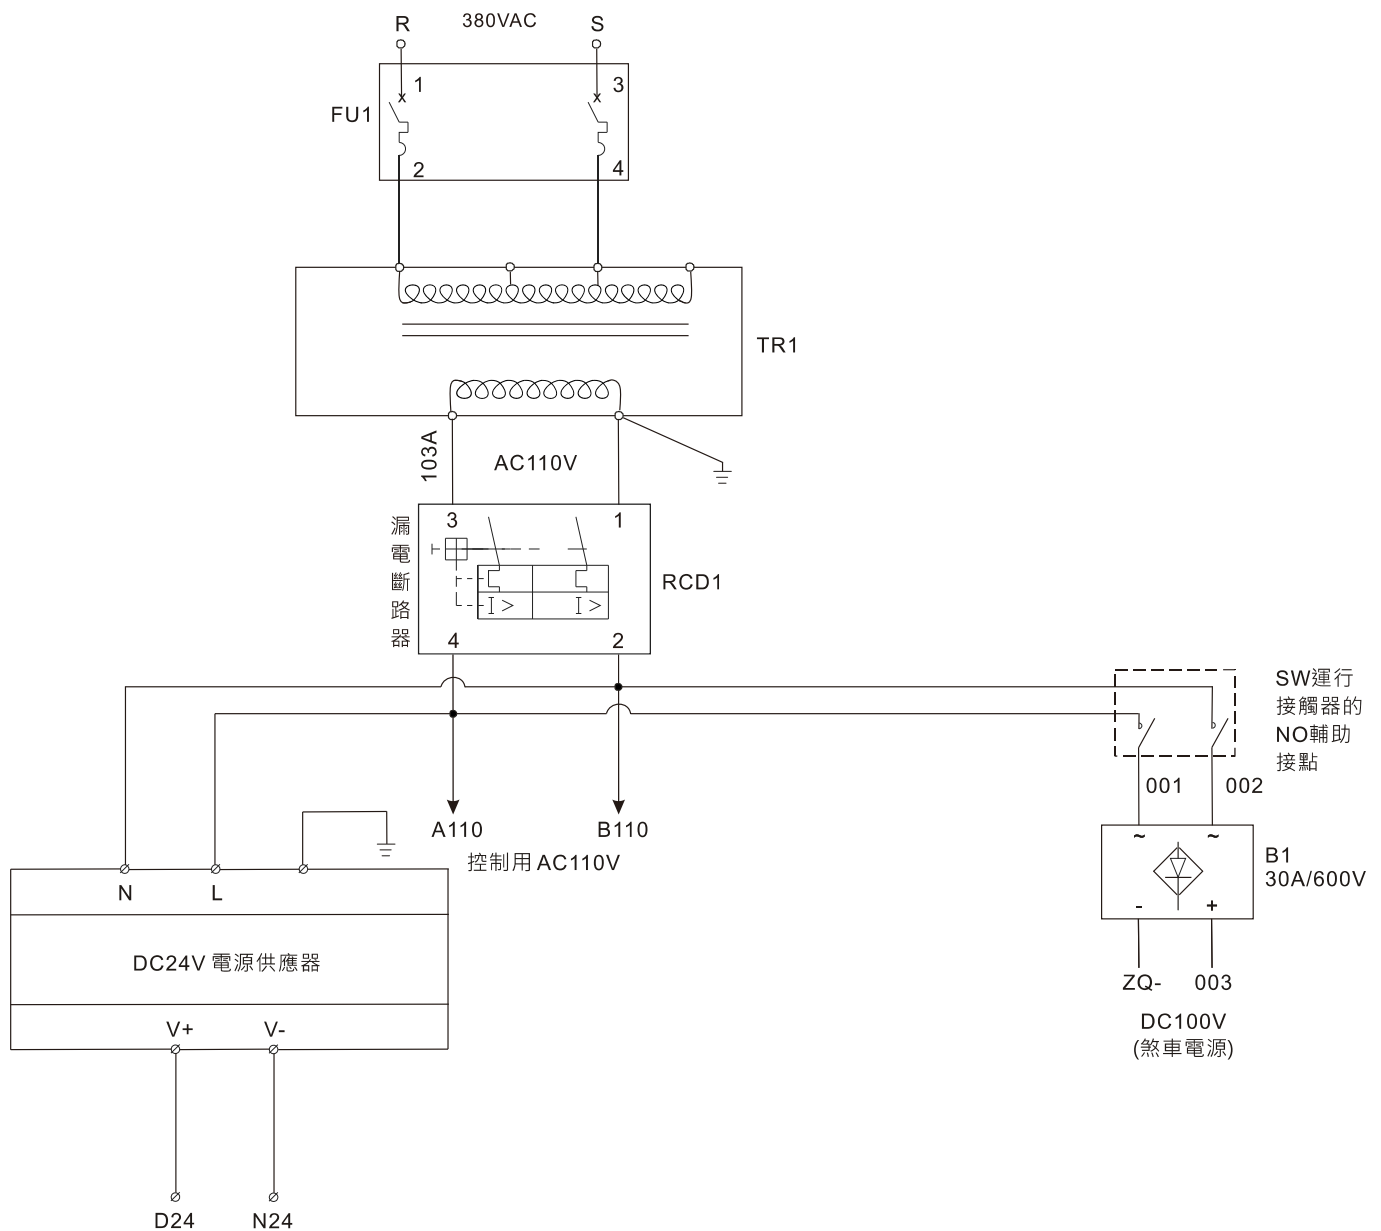 R
380VAC
S
1
3
FU1
2
4
TR1
103A
AC110V
漏電斷路器
3
1
RCD1
4
2
SW運行
接觸器的
NO輔助
接點
001
002
A110
B110
控制用AC110V
~
~
B1
30A/600V
-
+
N
L
DC24V 電源供應器
ZQ-
003
DC100V
(煞車電源)
V+
V-
D24
N24
I >
I >